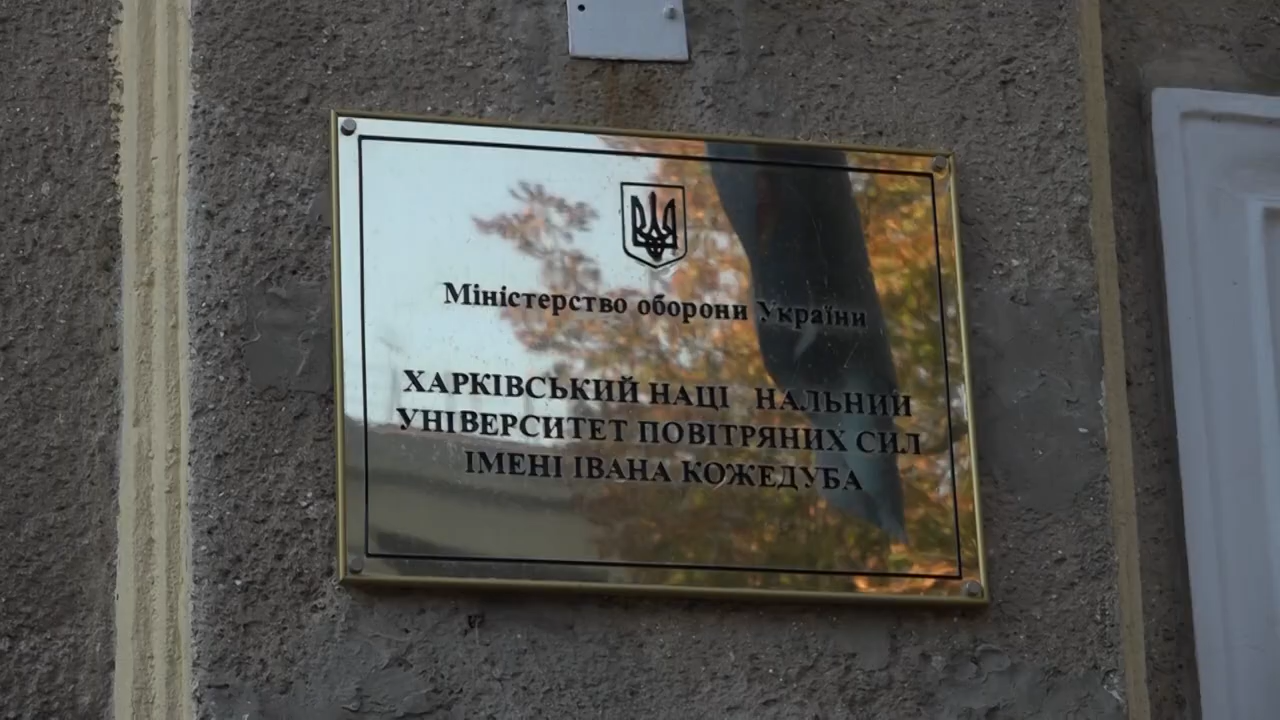 Міністерство оборони України
ХАРКІВСЬКИЙ НАЦІ НАЛЬНИЙ
УНІВЕРСИТЕТ ПОВІТРЯНИХ СИЛ
ІМЕНІ ІВАНА КОЖЕДУБА